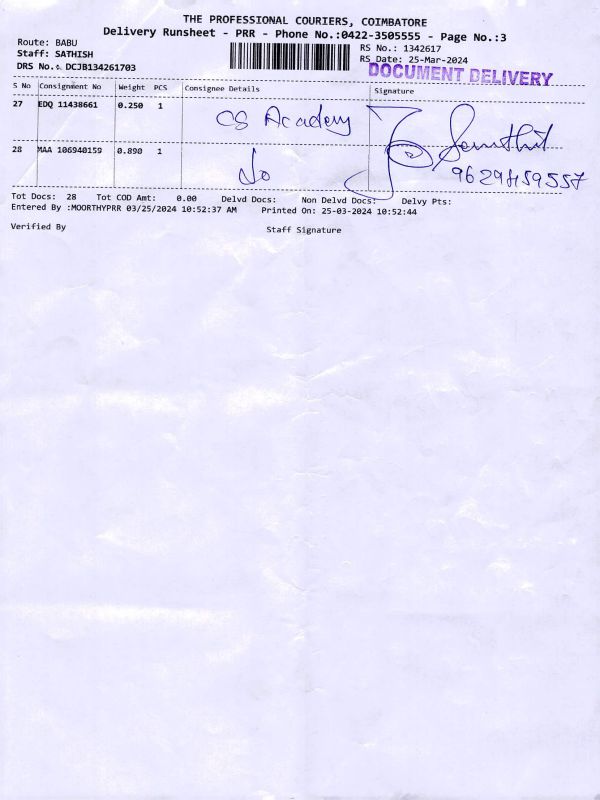 THE PROFESSIONAL COURIERS, COIMBATORE
Delivery Runsheet - PRR - Phone No.:0422-3505555 - Page No.:3
Route: BABU
Staff: SATHISH
DRS No.: DCJB134261703
RS No.: 1342617
RS Date: 25-Mar-2024
DOCUMENT DELIVERY
S No Consignment No Weight PCS Consignee Details Signature
27 EDQ 11438661 0.250 1 CS Academy
28 MAA 106940159 0.890 1 Do
Tot Docs: 28 Tot COD Amt: 0.00 Delvd Docs: Non Delvd Docs: Delvy Pts:
Entered By :MOORTHYPRR 03/25/2024 10:52:37 AM Printed On: 25-03-2024 10:52:44
Verified By Staff Signature